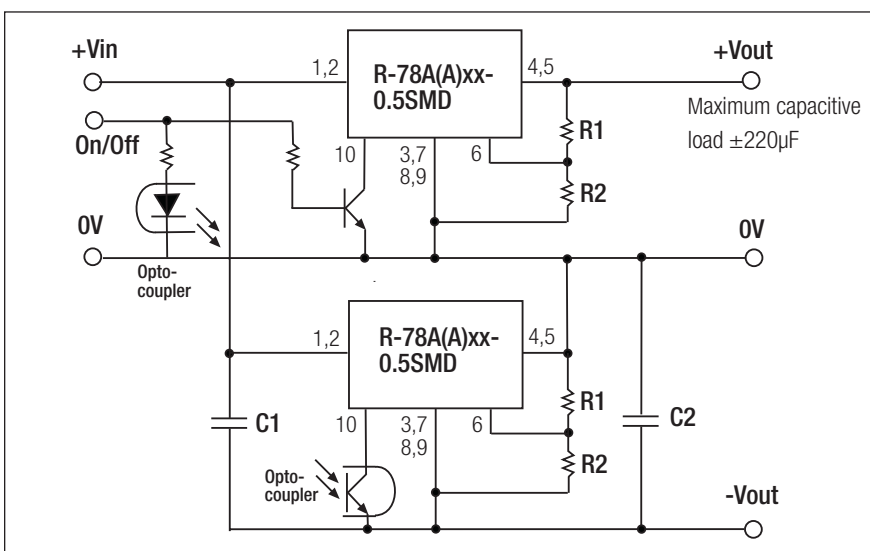 +Vin
1,2
R-78A(A)xx-
0.5SMD
4,5
+Vout
Maximum capacitive
load ±220µF
On/Off
10
3,7
8,9
6
R1
R2
0V
0V
Opto-
coupler
1,2
R-78A(A)xx-
0.5SMD
4,5
C1
10
3,7
8,9
6
R1
R2
C2
Opto-
coupler
-Vout